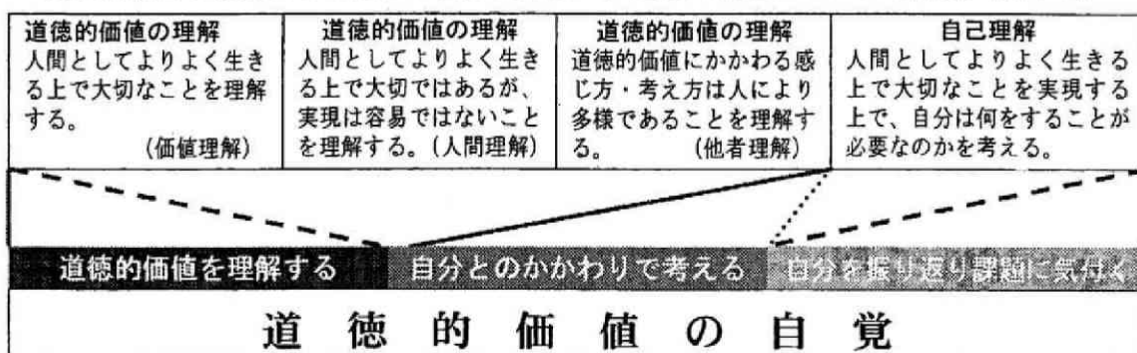 道徳的価値の理解
人間としてよりよく生き
る上で大切なことを理解
する。
(価値理解)
道徳的価値の理解
人間としてよりよく生き
る上で大切ではあるが、
実現は容易ではないこと
を理解する。(人間理解)
道徳的価値の理解
道徳的価値にかかわる感
じ方・考え方は人により
多様であることを理解す
る。 (他者理解)
自己理解
人間としてよりよく生きる
上で大切なことを実現する
上で、自分は何をすることが
必要なのかを考える。
道徳的価値を理解する
自分とのかかわりで考える
自分を振り返り課題に気付く
道徳的価値の自覚